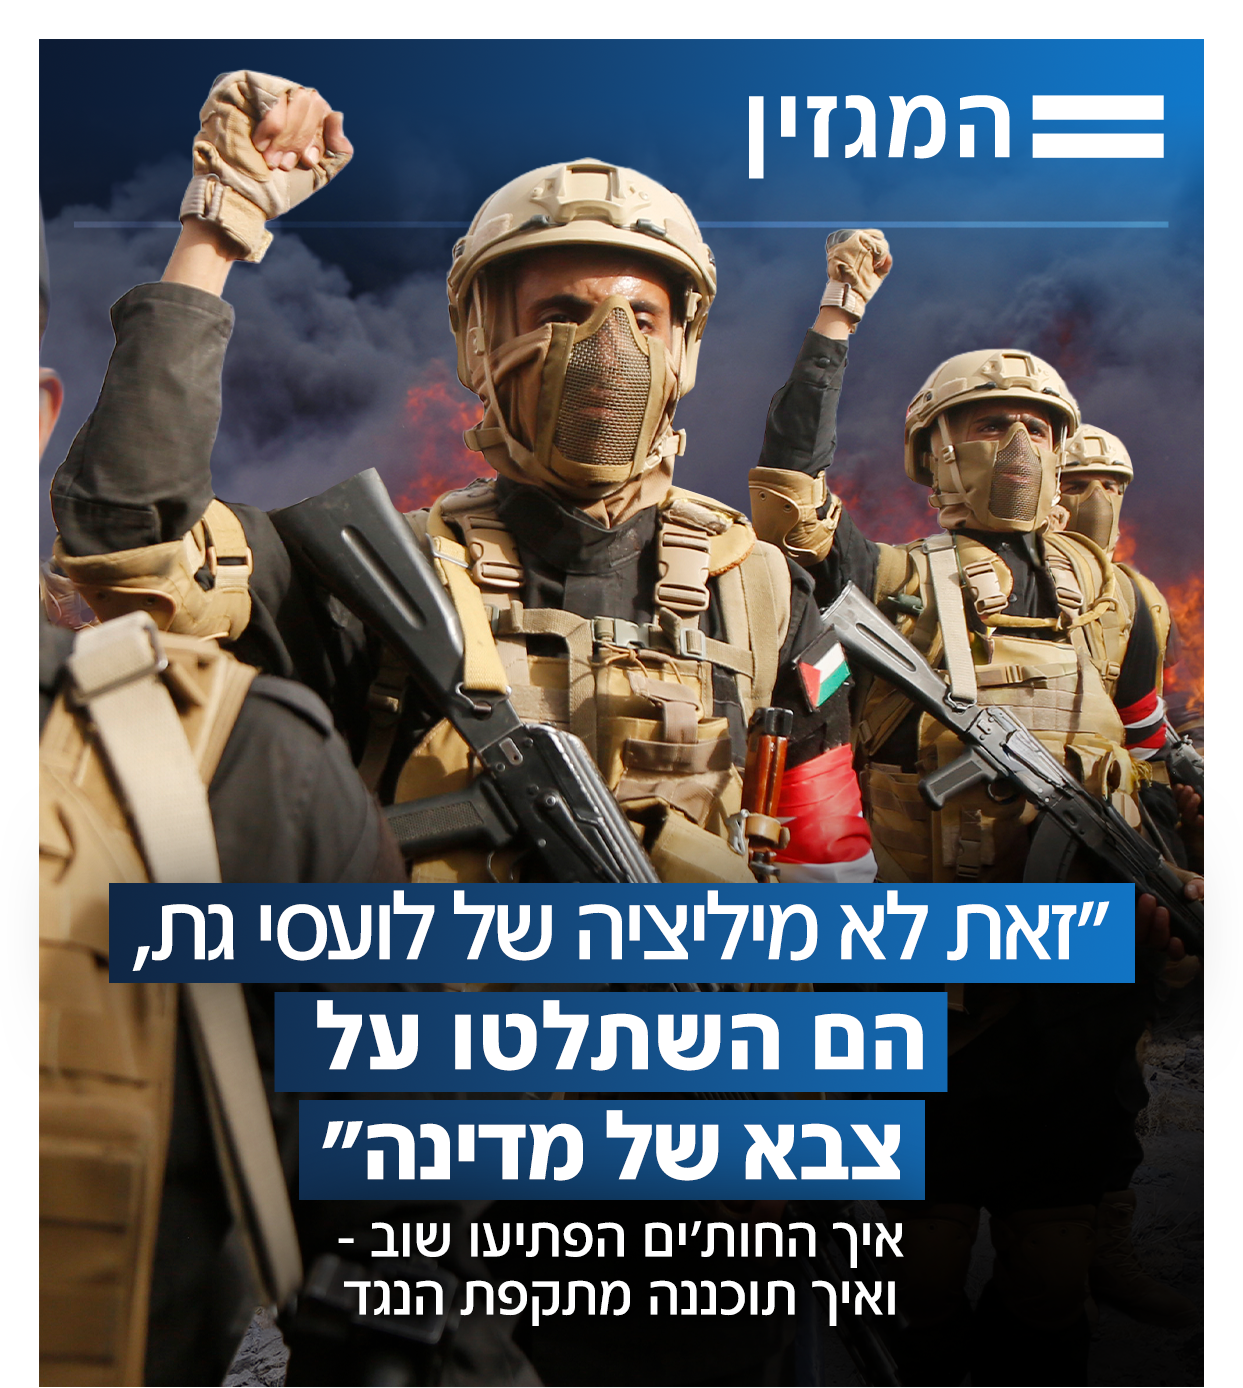 המגזין
"זאת לא מיליציה של לועסי גת,
הם השתלטו על
צבא של מדינה"
איך החות'ים הפתיעו שוב -
ואיך תוכננה מתקפת הנגד